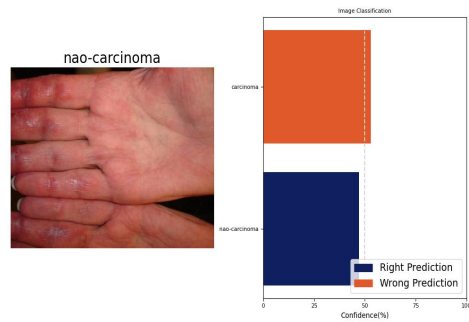 nao-carcinoma
Image Classification
carcinoma
nao-carcinoma
Right Prediction
Wrong Prediction
0
25
50
75
100
Confidence(%)